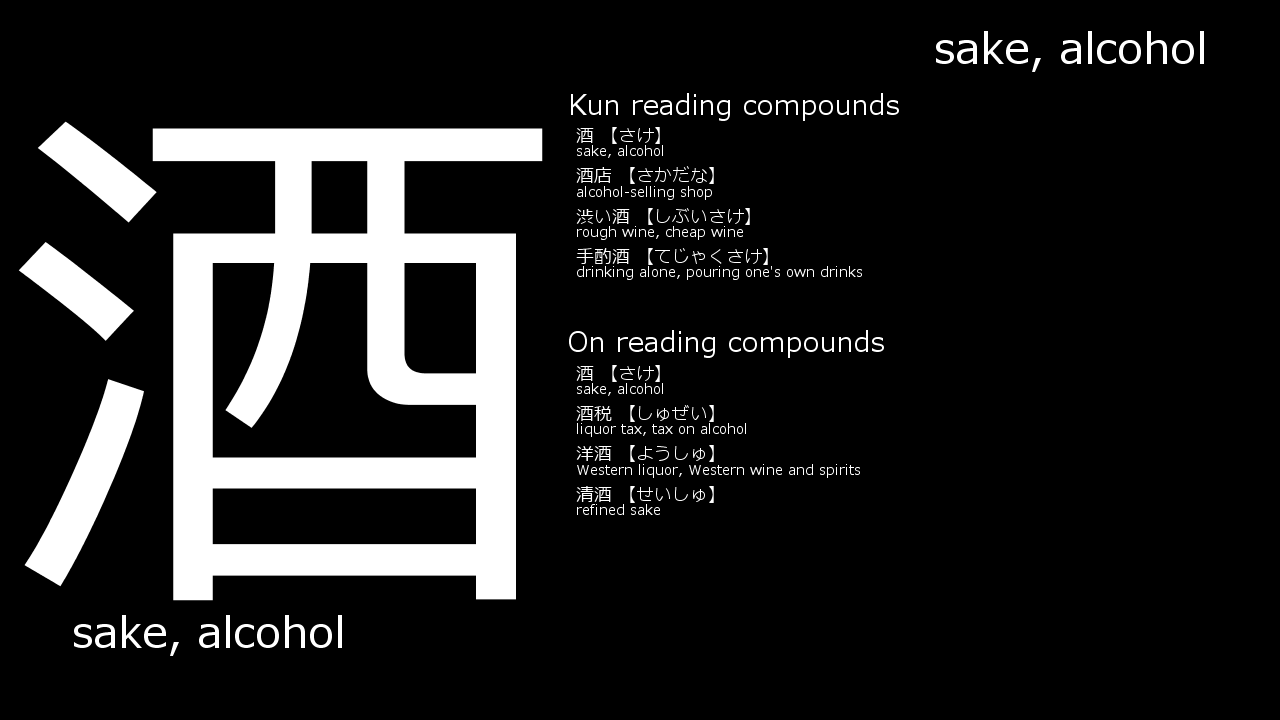 sake, alcohol
酒
sake, alcohol
Kun reading compounds
酒 【さけ】
sake, alcohol
酒店 【さかだな】
alcohol-selling shop
渋い酒 【しぶいさけ】
rough wine, cheap wine
手酌酒 【てじゃくさけ】
drinking alone, pouring one's own drinks
On reading compounds
酒 【さけ】
sake, alcohol
酒税 【しゅぜい】
liquor tax, tax on alcohol
洋酒 【ようしゅ】
Western liquor, Western wine and spirits
清酒 【せいしゅ】
refined sake